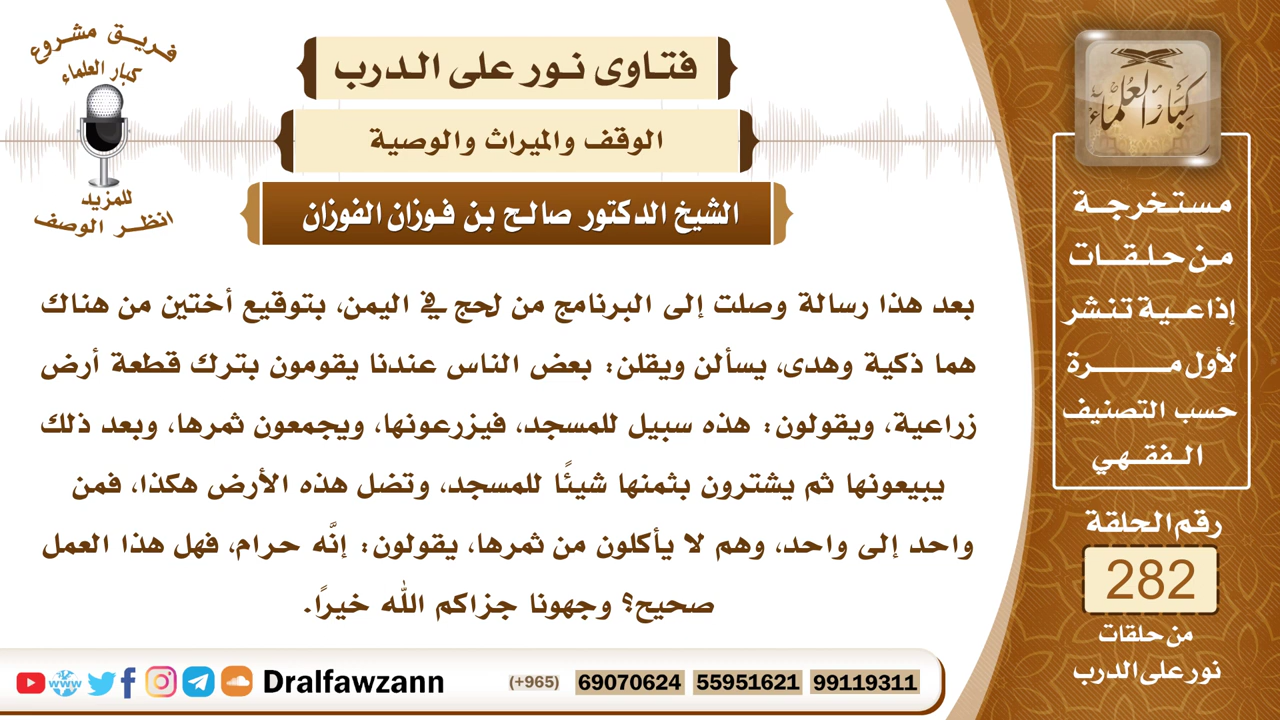 فريق مشروع
كبار العلماء
للمزيد
انظر الوصف
فتاوى نور على الدرب
الوقف والميراث والوصية
الشيخ الدكتور صالح بن فوزان الفوزان
بعد هذا رسالة وصلت إلى البرنامج من لحج في اليمن، بتوقيع أختين من هناك
هما ذكية وهدى، يسألن ويقلن: بعض الناس عندنا يقومون بترك قطعة أرض
زراعية، ويقولون: هذه سبيل للمسجد، فيزرعونها، ويجمعون ثمرها، وبعد ذلك
يبيعونها ثم يشترون بثمنها شيئًا للمسجد، وتضل هذه الأرض هكذا، فمن
واحد إلى واحد، وهم لا يأكلون من ثمرها، يقولون: إنَّه حرام، فهل هذا العمل
صحيح؟ وجهونا جزاكم الله خيرًا.
كبار العلماء
مستخرجة
من حلقات
إذاعية تنشر
لأول مرة
حسب التصنيف
الفقهي
رقم الحلقة
282
من حلقات
نور على الدرب
www
Dralfawzann
(+965) 69070624 55951621 99119311